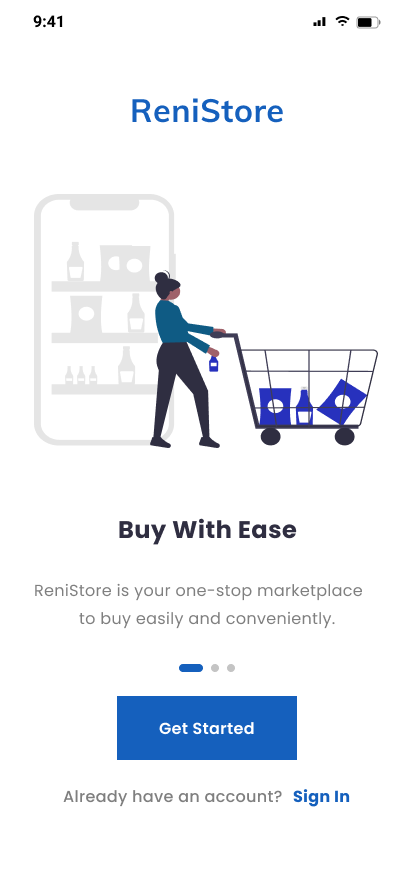 9:41
ReniStore
Buy With Ease
ReniStore is your one-stop marketplace
to buy easily and conveniently.
Get Started
Already have an account? Sign In